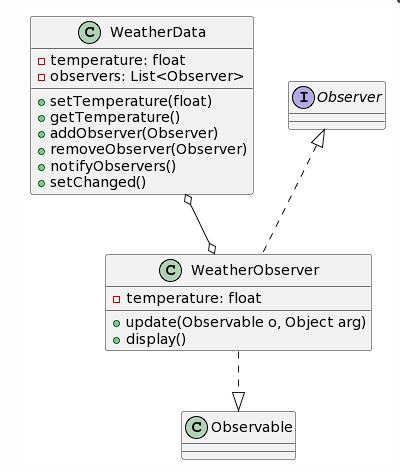 C WeatherData
temperature: float
observers: List<Observer>
setTemperature(float)
getTemperature()
addObserver(Observer)
removeObserver(Observer)
notifyObservers()
setChanged()
I Observer
C WeatherObserver
temperature: float
update(Observable o, Object arg)
display()
C Observable